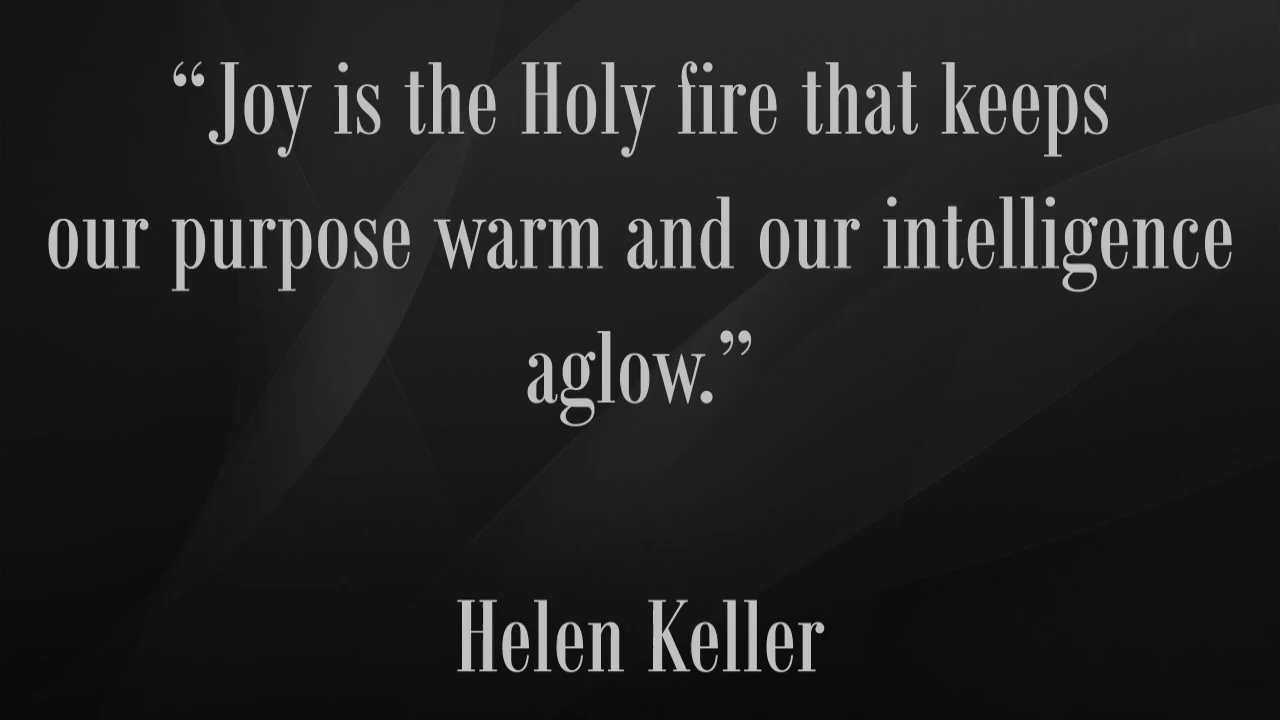 “Joy is the Holy fire that keeps
our purpose warm and our intelligence
aglow.”
Helen Keller